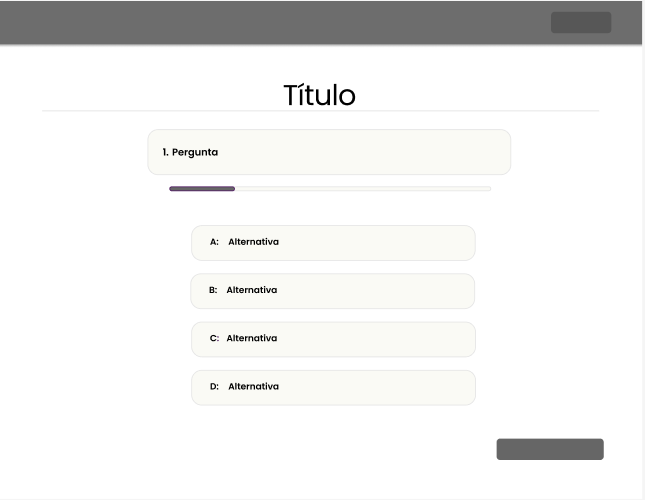 Título
1. Pergunta
A: Alternativa
B: Alternativa
C: Alternativa
D: Alternativa